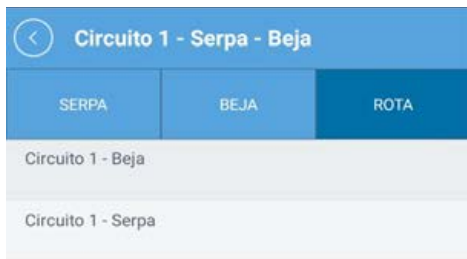 Circuito 1 - Serpa - Beja
SERPA BEJA ROTA
Circuito 1 - Beja
Circuito 1 - Serpa